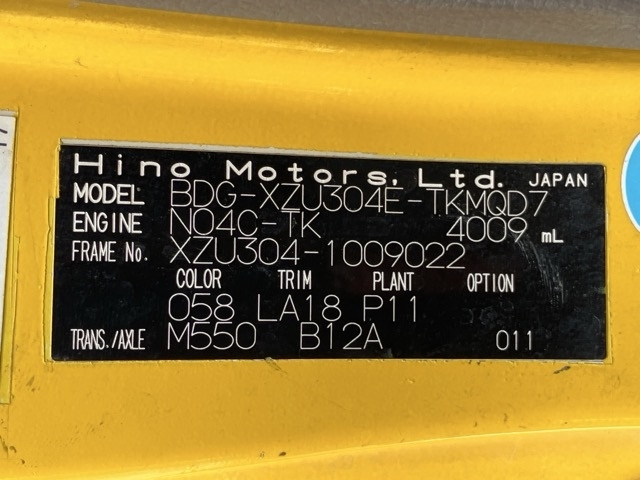 Hino Motors, Ltd. JAPAN
MODEL BDG-XZU304E-TKMQD7
ENGINE N04C-TK 4009 mL
FRAME No. XZU304-1009022
COLOR TRIM PLANT OPTION
058 LA18 P11
TRANS./AXLE M550 B12A 011